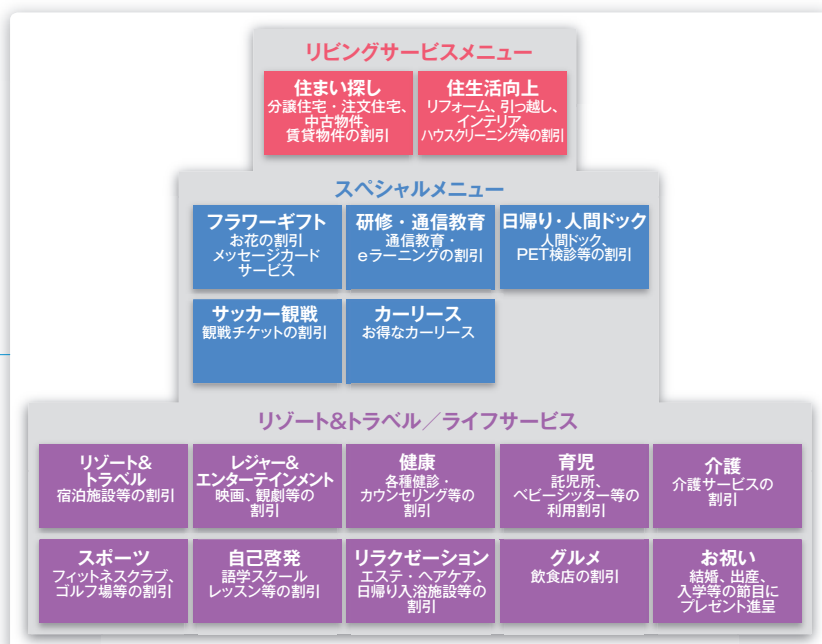 リビングサービスメニュー
住まい探し
分譲住宅・注文住宅、
中古物件、
賃貸物件の割引
住生活向上
リフォーム、引っ越し、
インテリア、
ハウスクリーニング等の割引
スペシャルメニュー
フラワーギフト
お花の割引
メッセージカード
サービス
研修・通信教育
通信教育・
eラーニングの割引
日帰り・人間ドック
人間ドック、
PET検診等の割引
サッカー観戦
観戦チケットの割引
カーリース
お得なカーリース
リゾート&トラベル／ライフサービス
リゾート&
トラベル
宿泊施設等の割引
レジャー&
エンターテインメント
映画、観劇等の
割引
健康
各種健診・
カウンセリング等の
割引
育児
託児所、
ベビーシッター等の
利用割引
介護
介護サービスの
割引
スポーツ
フィットネスクラブ、
ゴルフ場等の割引
自己啓発
語学スクール
レッスン等の割引
リラクゼーション
エステ・ヘアケア、
日帰り入浴施設等の
割引
グルメ
飲食店の割引
お祝い
結婚、出産、
入学等の節目に
プレゼント進呈